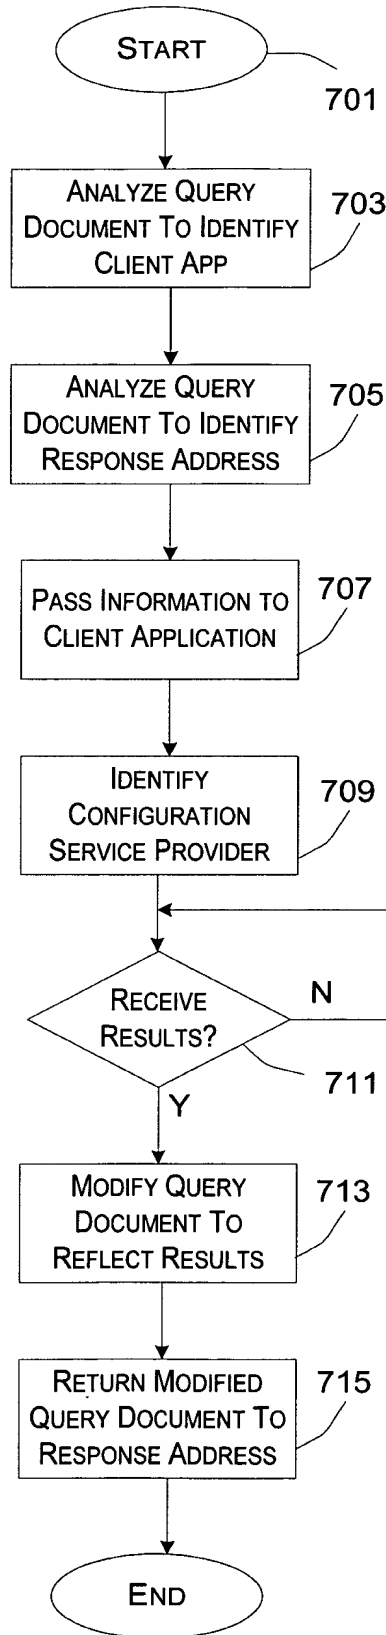 START
701
ANALYZE QUERY
DOCUMENT TO IDENTIFY
CLIENT APP
703
ANALYZE QUERY
DOCUMENT TO IDENTIFY
RESPONSE ADDRESS
705
PASS INFORMATION TO
CLIENT APPLICATION
707
IDENTIFY
CONFIGURATION
SERVICE PROVIDER
709
RECEIVE
RESULTS?
N
711
Y
MODIFY QUERY
DOCUMENT TO
REFLECT RESULTS
713
RETURN MODIFIED
QUERY DOCUMENT TO
RESPONSE ADDRESS
715
END